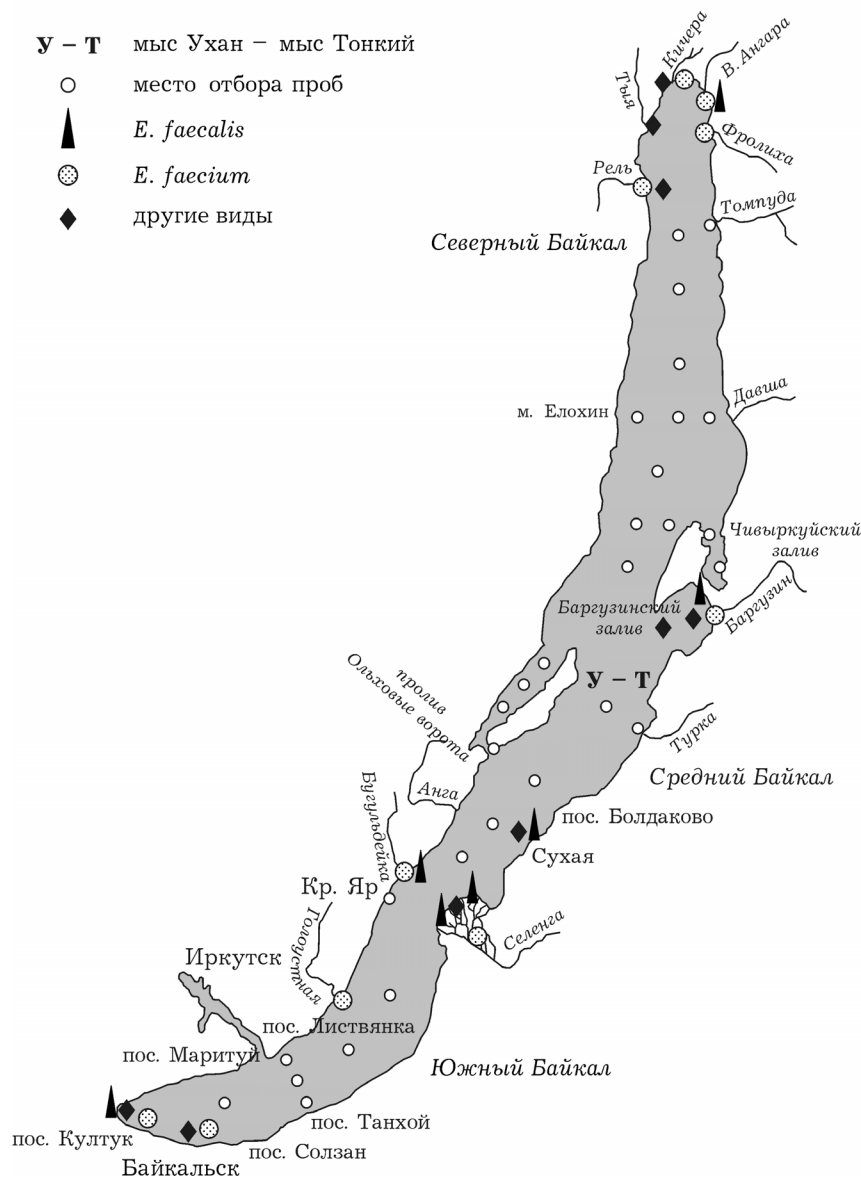 У – Т мыс Ухан – мыс Тонкий
место отбора проб
E. faecalis
E. faecium
другие виды
Кичера
В. Ангара
Тыя
Фролиха
Рель
Томпуда
Северный Байкал
Давша
м. Елохин
Чивыркуйский
залив
Баргузинский
залив
Баргузин
пролив
Ольховые ворота
У – Т
Турка
Средний Байкал
Анга
Бугульдейка
пос. Болдаково
Сухая
Кр. Яр
Голоустная
Селенга
Иркутск
пос. Листвянка
пос. Маритуй
Южный Байкал
пос. Танхой
пос. Култук
пос. Солзан
Байкальск